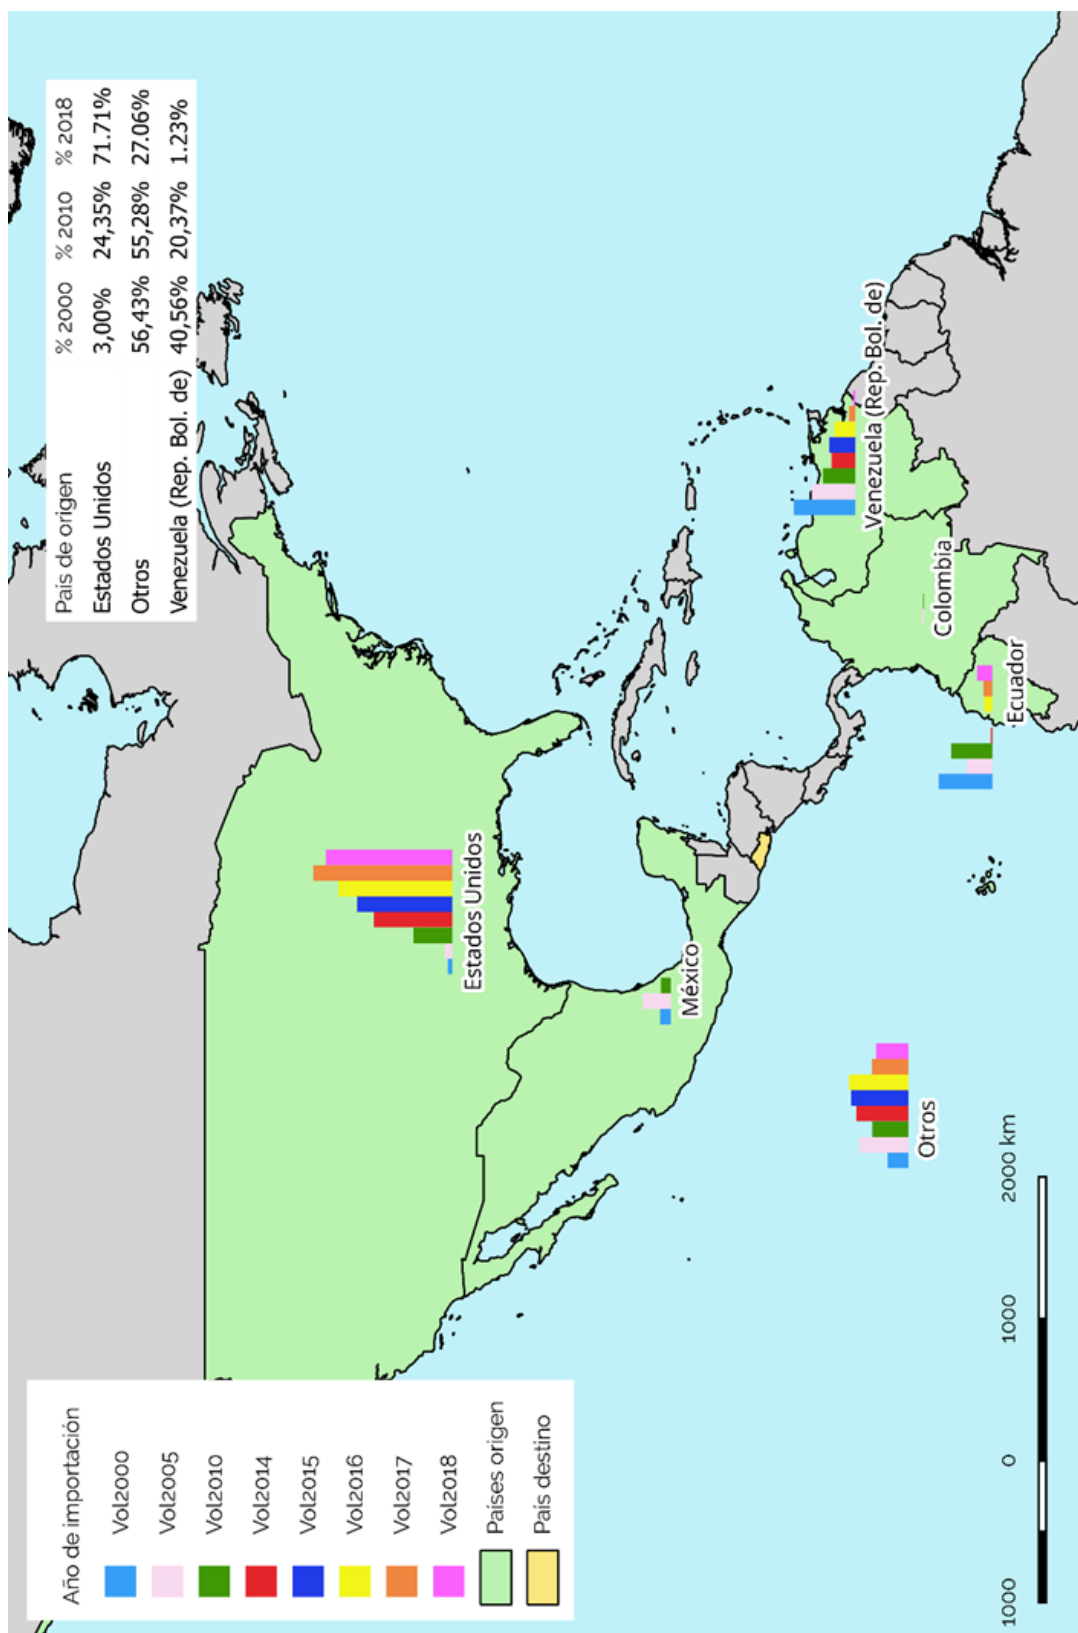 País de origen % 2000 % 2010 % 2018
Estados Unidos 3,00% 24,35% 71.71%
Otros 56,43% 55,28% 27.06%
Venezuela (Rep. Bol. de) 40,56% 20,37% 1.23%
Año de importación
Vol2000
Vol2005
Vol2010
Vol2014
Vol2015
Vol2016
Vol2017
Vol2018
Países origen
País destino
Estados Unidos
México
Otros
Venezuela (Rep. Bol. de)
Colombia
Ecuador
1000 0 1000 2000 km